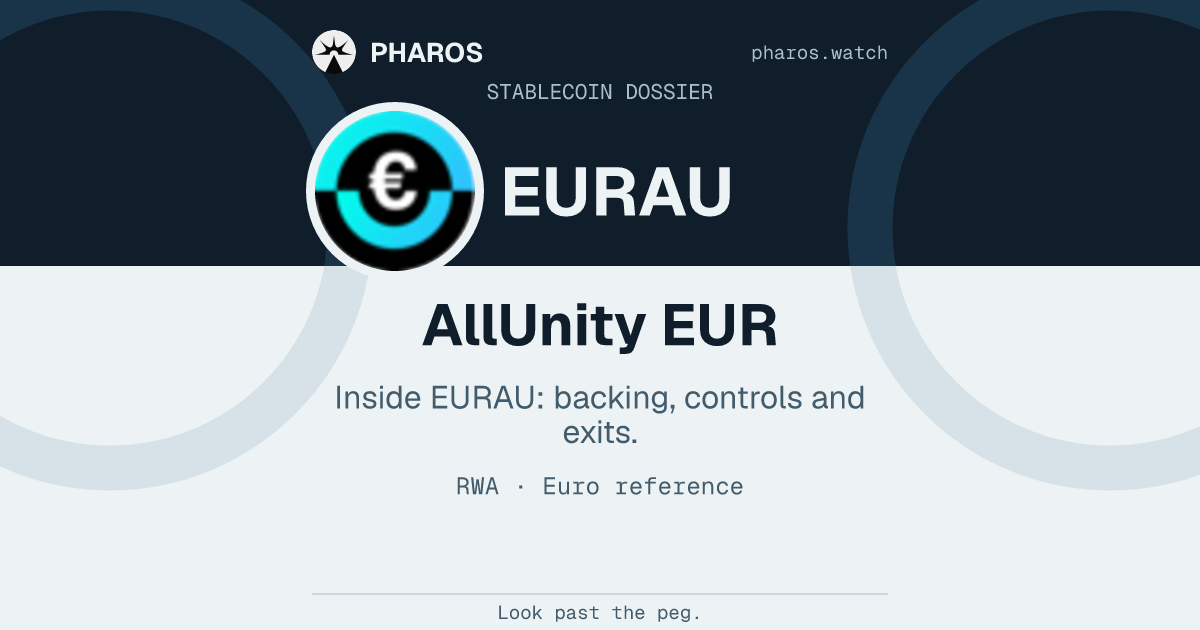 PHAROS
pharos.watch
STABLECOIN DOSSIER
€
EURAU
AllUnity EUR
Inside EURAU: backing, controls and
exits.
RWA · Euro reference
Look past the peg.